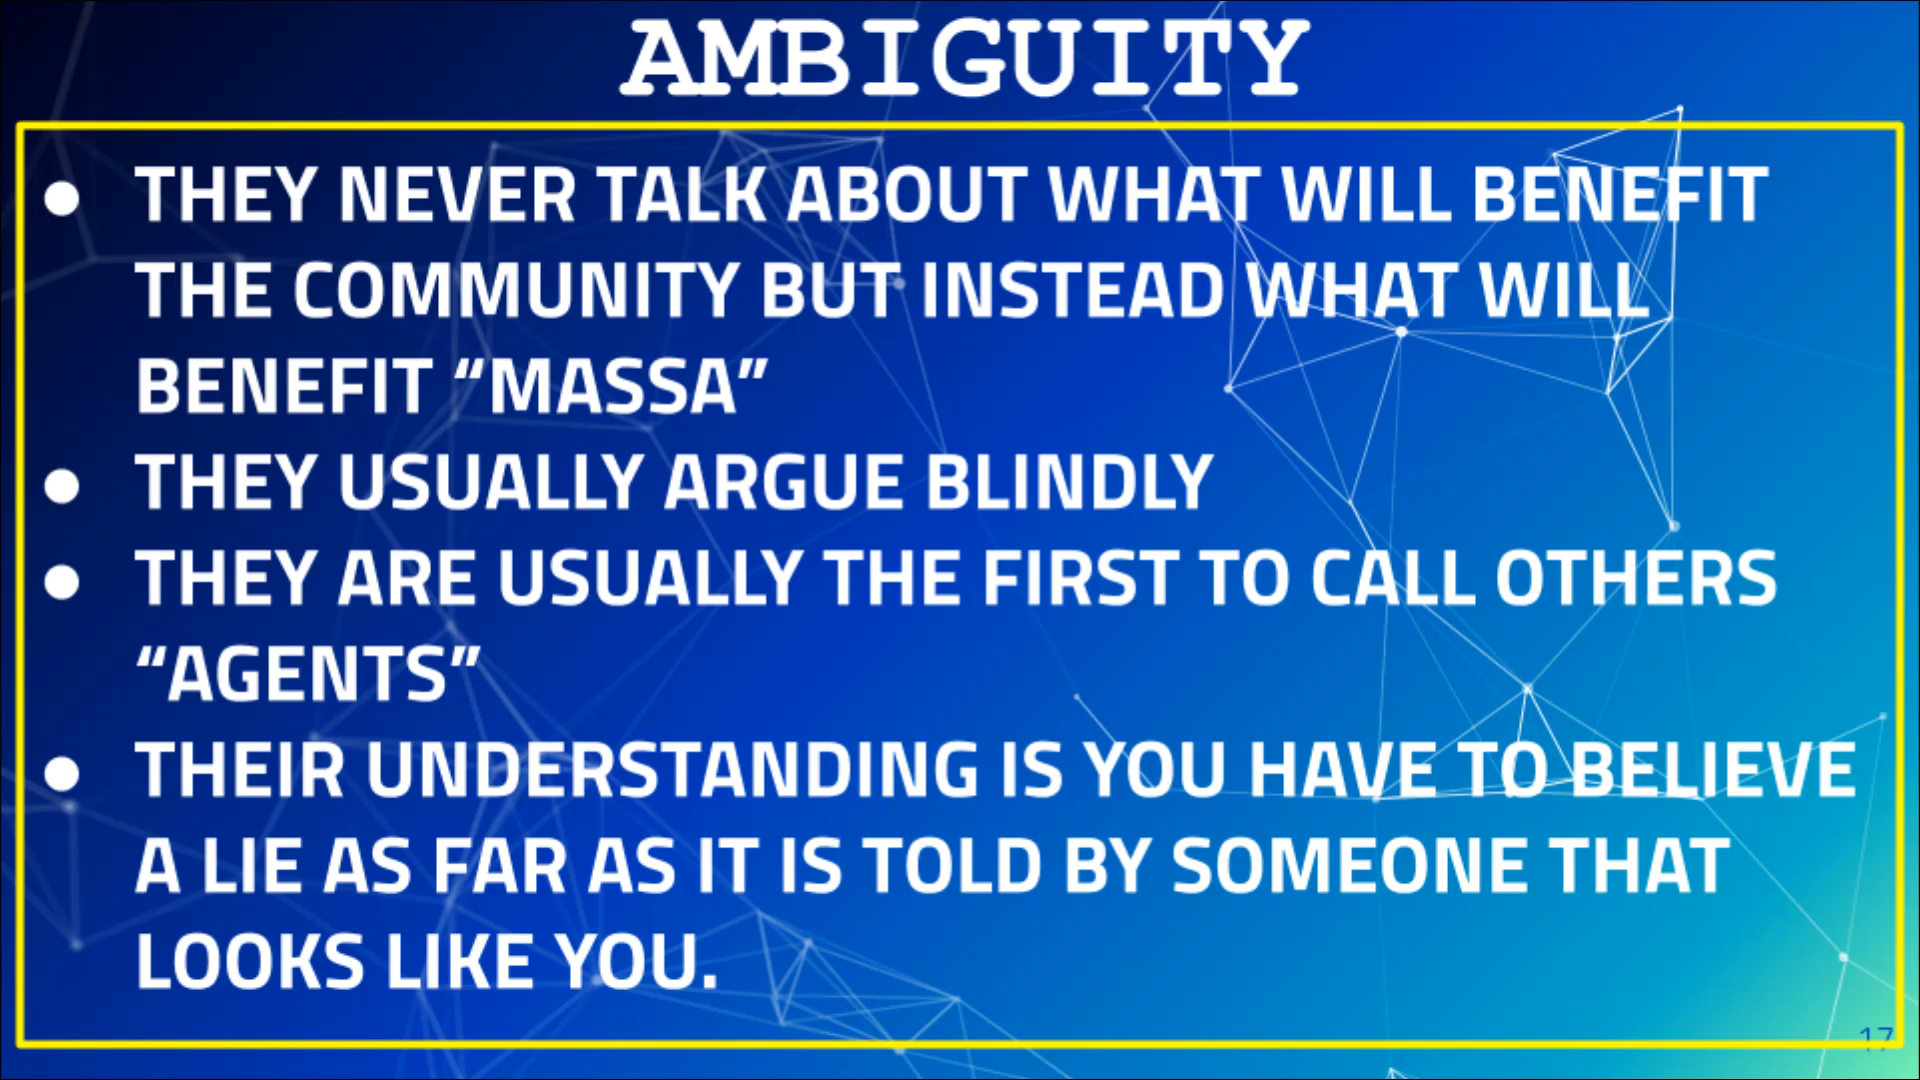 AMBIGUITY
● THEY NEVER TALK ABOUT WHAT WILL BENEFIT
THE COMMUNITY BUT INSTEAD WHAT WILL
BENEFIT “MASSA”
● THEY USUALLY ARGUE BLINDLY
● THEY ARE USUALLY THE FIRST TO CALL OTHERS
“AGENTS”
● THEIR UNDERSTANDING IS YOU HAVE TO BELIEVE
A LIE AS FAR AS IT IS TOLD BY SOMEONE THAT
LOOKS LIKE YOU.
17